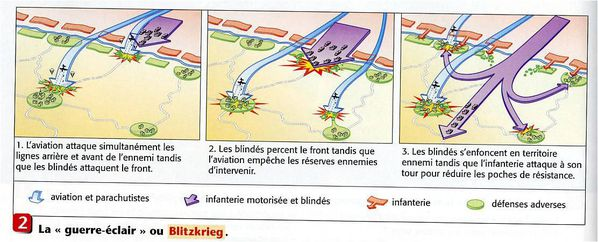 1. L'aviation attaque simultanément les
lignes arrière et avant de l'ennemi tandis
que les blindés attaquent le front.
2. Les blindés percent le front tandis que
l'aviation empêche les réserves ennemies
d'intervenir.
3. Les blindés s'enfoncent en territoire
ennemi tandis que l'infanterie attaque à son
tour pour réduire les poches de résistance.
aviation et parachutistes
infanterie motorisée et blindés
infanterie
défenses adverses
2 La « guerre-éclair » ou Blitzkrieg.